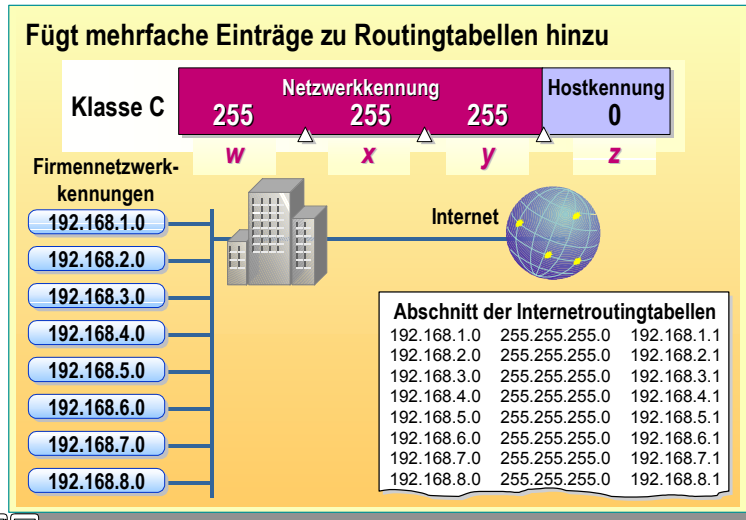 Fügt mehrfache Einträge zu Routingtabellen hinzu
Klasse C
Netzwerkkennung
Hostkennung
255 255 255 0
w x y z
Firmennetzwerk-
kennungen
192.168.1.0
192.168.2.0
192.168.3.0
192.168.4.0
192.168.5.0
192.168.6.0
192.168.7.0
192.168.8.0
Internet
Abschnitt der Internetroutingtabellen
192.168.1.0 255.255.255.0 192.168.1.1
192.168.2.0 255.255.255.0 192.168.2.1
192.168.3.0 255.255.255.0 192.168.3.1
192.168.4.0 255.255.255.0 192.168.4.1
192.168.5.0 255.255.255.0 192.168.5.1
192.168.6.0 255.255.255.0 192.168.6.1
192.168.7.0 255.255.255.0 192.168.7.1
192.168.8.0 255.255.255.0 192.168.8.1